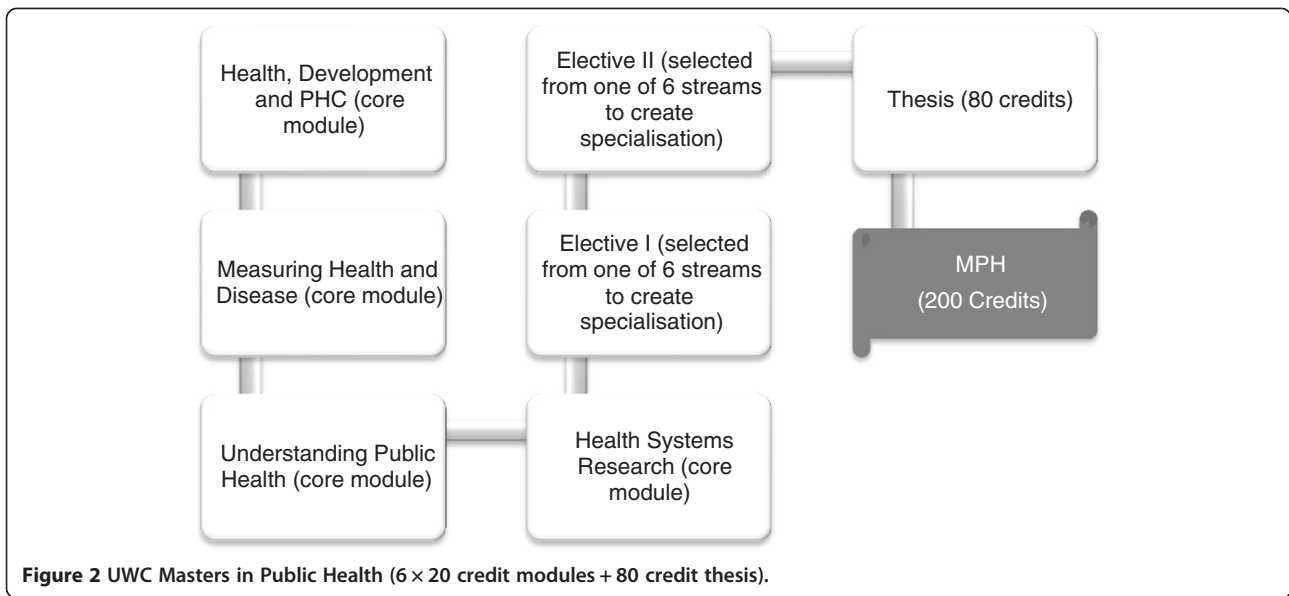 Health, Development
and PHC (core
module)
Measuring Health and
Disease (core module)
Understanding Public
Health (core module)
Health Systems
Research (core
module)
Elective I (selected
from one of 6 streams
to create
specialisation)
Elective II (selected
from one of 6 streams
to create
specialisation)
Thesis (80 credits)
MPH
(200 Credits)
Figure 2 UWC Masters in Public Health (6 × 20 credit modules + 80 credit thesis).